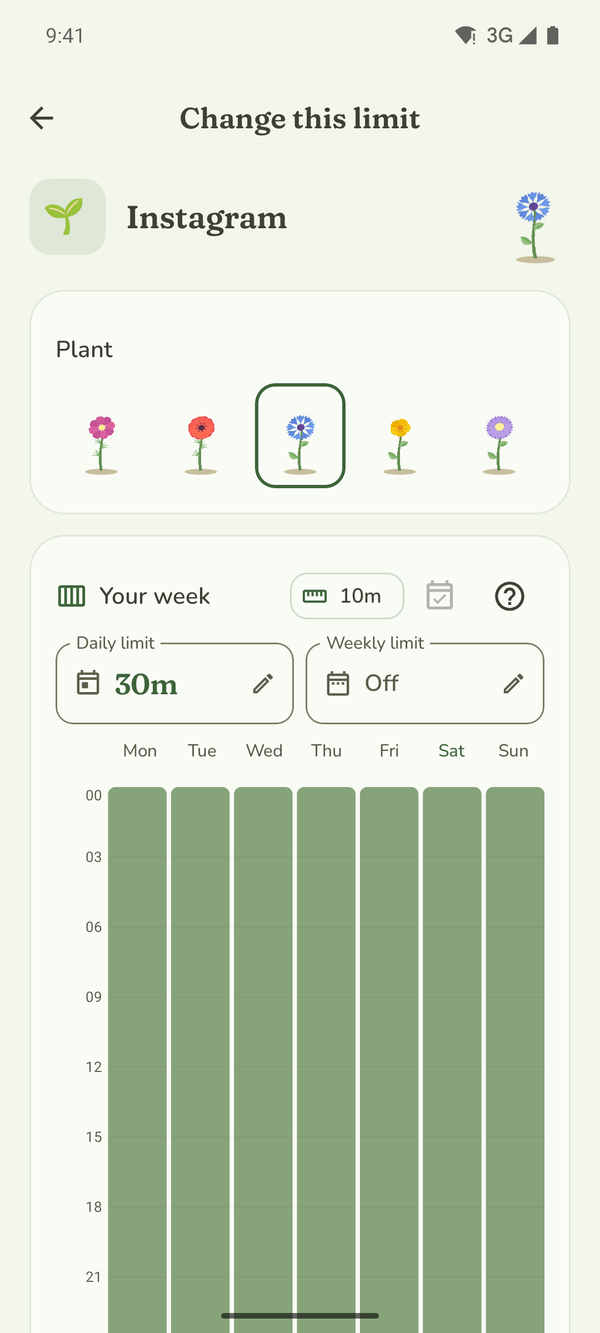 9:41 3G
Change this limit
Instagram
Plant
Your week 10m
Daily limit Weekly limit
30m Off
Mon Tue Wed Thu Fri Sat Sun
00
03
06
09
12
15
18
21